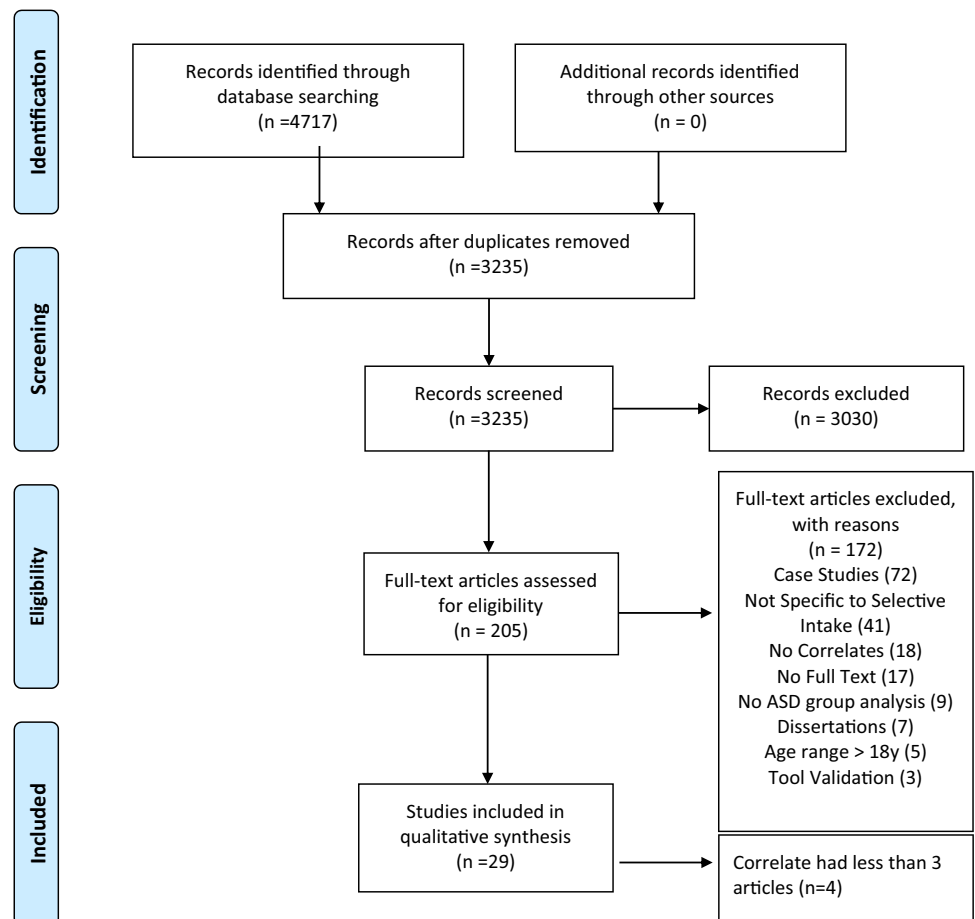 Identification
Records identified through
database searching
(n =4717)
Additional records identified
through other sources
(n = 0)
Records after duplicates removed
(n =3235)
Screening
Records screened
(n =3235)
Records excluded
(n = 3030)
Eligibility
Full-text articles assessed
for eligibility
(n = 205)
Full-text articles excluded,
with reasons
(n = 172)
Case Studies (72)
Not Specific to Selective
Intake (41)
No Correlates (18)
No Full Text (17)
No ASD group analysis (9)
Dissertations (7)
Age range > 18y (5)
Tool Validation (3)
Included
Studies included in
qualitative synthesis
(n =29)
Correlate had less than 3
articles (n=4)